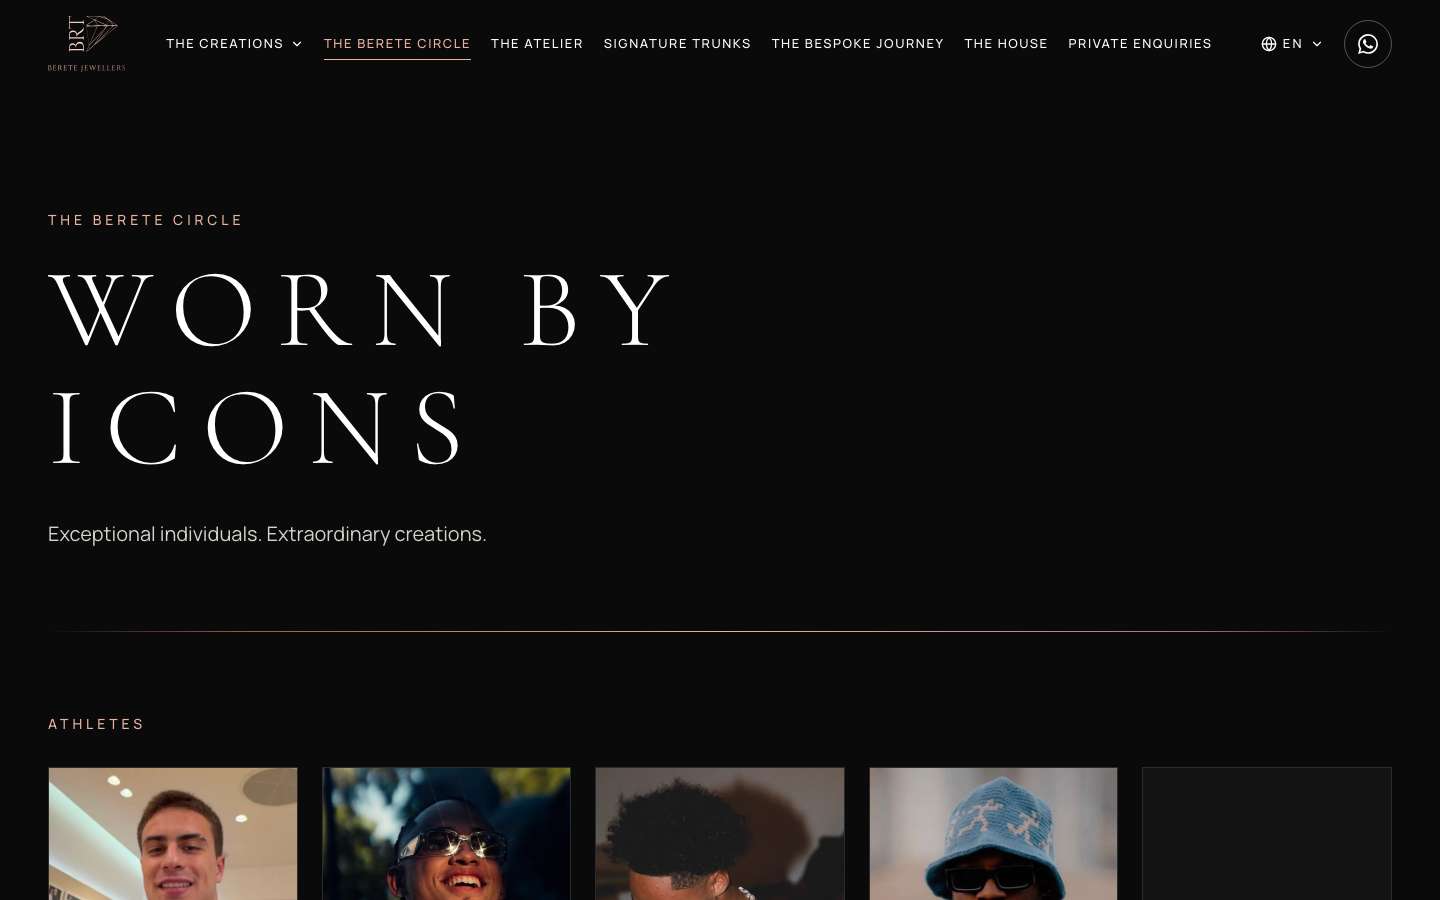 BRT
BERETE JEWELLERS
THE CREATIONS
THE BERETE CIRCLE
THE ATELIER
SIGNATURE TRUNKS
THE BESPOKE JOURNEY
THE HOUSE
PRIVATE ENQUIRIES
EN
THE BERETE CIRCLE
WORN BY
ICONS
Exceptional individuals. Extraordinary creations.
ATHLETES